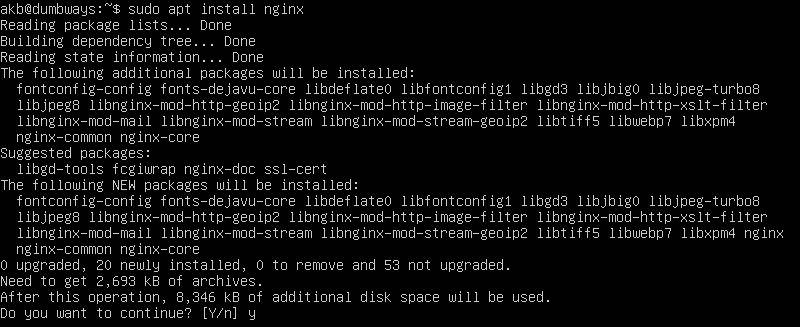 akb@dumbways:~$ sudo apt install nginx
Reading package lists... Done
Building dependency tree... Done
Reading state information... Done
The following additional packages will be installed:
  fontconfig-config fonts-dejavu-core libdeflate0 libfontconfig1 libgd3 libjbig0 libjpeg-turbo8
  libjpeg8 libnginx-mod-http-geoip2 libnginx-mod-http-image-filter libnginx-mod-http-xslt-filter
  libnginx-mod-mail libnginx-mod-stream libnginx-mod-stream-geoip2 libtiff5 libwebp7 libxpm4
  nginx-common nginx-core
Suggested packages:
  libgd-tools fcgiwrap nginx-doc ssl-cert
The following NEW packages will be installed:
  fontconfig-config fonts-dejavu-core libdeflate0 libfontconfig1 libgd3 libjbig0 libjpeg-turbo8
  libjpeg8 libnginx-mod-http-geoip2 libnginx-mod-http-image-filter libnginx-mod-http-xslt-filter
  libnginx-mod-mail libnginx-mod-stream libnginx-mod-stream-geoip2 libtiff5 libwebp7 libxpm4 nginx
  nginx-common nginx-core
0 upgraded, 20 newly installed, 0 to remove and 53 not upgraded.
Need to get 2,693 kB of archives.
After this operation, 8,346 kB of additional disk space will be used.
Do you want to continue? [Y/n] y